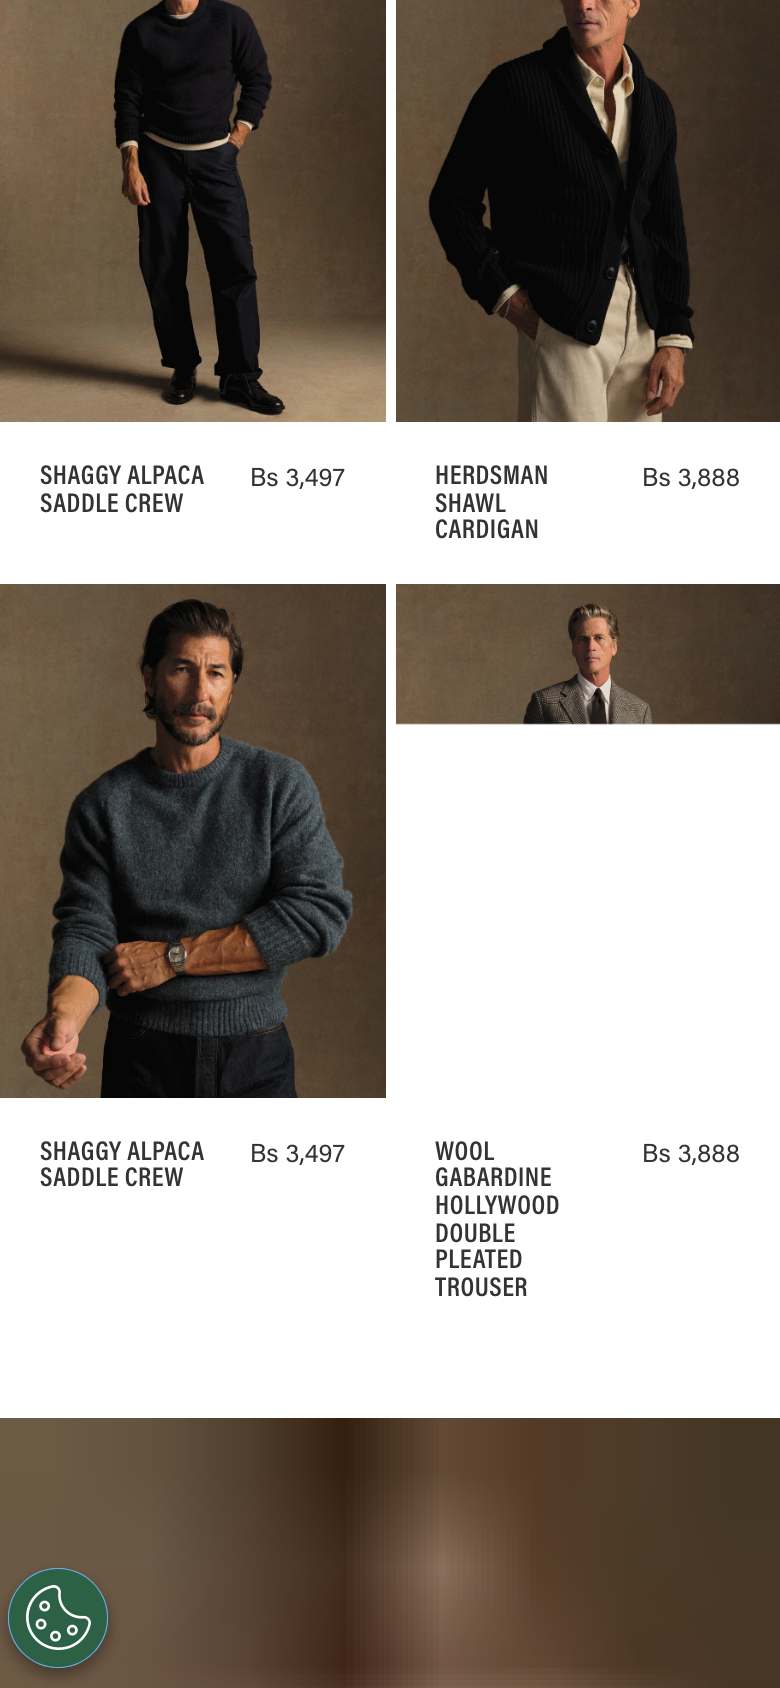 SHAGGY ALPACA
SADDLE CREW
Bs 3,497
HERDSMAN
SHAWL
CARDIGAN
Bs 3,888
SHAGGY ALPACA
SADDLE CREW
Bs 3,497
WOOL
GABARDINE
HOLLYWOOD
DOUBLE
PLEATED
TROUSER
Bs 3,888